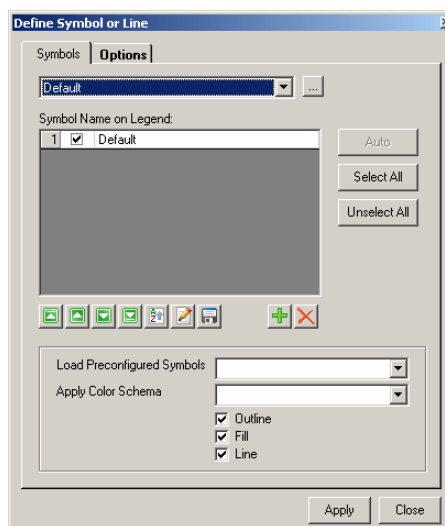 Define Symbol or Line
Symbols Options
Default
...
Symbol Name on Legend:
1 Default
Auto
Select All
Unselect All
A
Z
Load Preconfigured Symbols
Apply Color Schema
Outline
Fill
Line
Apply Close